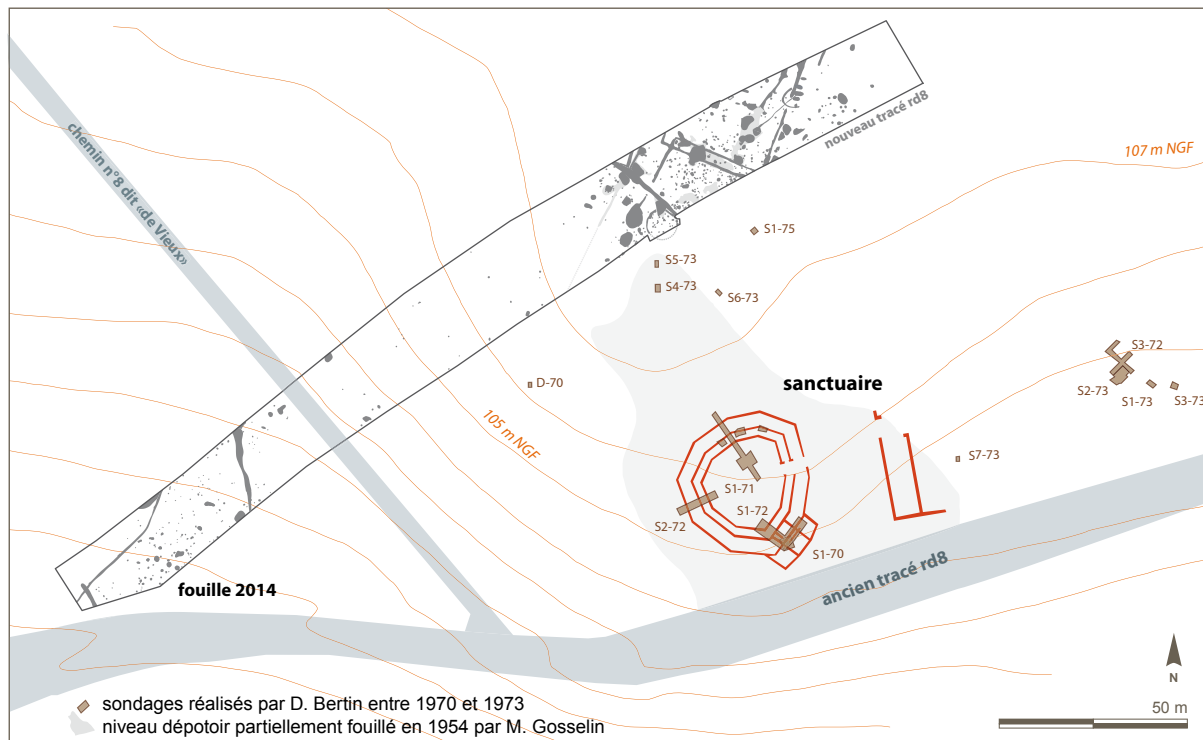 nouveau tracé rd8
107 m NGF
chemin n°8 dit «de Vieux»
S1-75
S5-73
S4-73
S6-73
D-70
105 m NGF
sanctuaire
S3-72
S2-73
S1-73
S3-73
S7-73
S1-71
S1-72
S2-72
S1-70
ancien tracé rd8
fouille 2014
N
50 m
sondages réalisés par D. Bertin entre 1970 et 1973
niveau dépotoir partiellement fouillé en 1954 par M. Gosselin